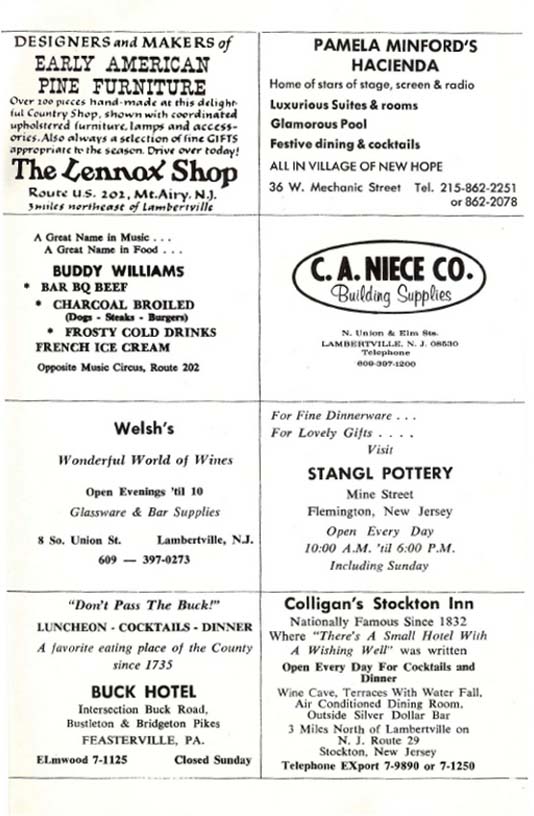 DESIGNERS and MAKERS of
EARLY AMERICAN
PINE FURNITURE
Over 200 pieces hand-made at this delight-
ful Country Shop, shown with coordinated
upholstered furniture, lamps and access-
ories. Also always a selection of fine GIFTS
appropriate to the season. Drive over today!
The Lennox Shop
Route U.S. 202, Mt. Airy, N.J.
3 miles northeast of Lambertville
PAMELA MINFORD'S
HACIENDA
Home of stars of stage, screen & radio
Luxurious Suites & rooms
Glamorous Pool
Festive dining & cocktails
ALL IN VILLAGE OF NEW HOPE
36 W. Mechanic Street Tel. 215-862-2251
or 862-2078
A Great Name in Music . . .
A Great Name in Food . . .
BUDDY WILLIAMS
* BAR BQ BEEF
* CHARCOAL BROILED
(Dogs - Steaks - Burgers)
* FROSTY COLD DRINKS
FRENCH ICE CREAM
Opposite Music Circus, Route 202
C. A. NIECE CO.
Building Supplies
N. Union & Elm Sts.
LAMBERTVILLE, N. J. 08530
Telephone
609-397-1200
Welsh's
Wonderful World of Wines
Open Evenings 'til 10
Glassware & Bar Supplies
8 So. Union St. Lambertville, N.J.
609 — 397-0273
For Fine Dinnerware . . .
For Lovely Gifts . . . .
Visit
STANGL POTTERY
Mine Street
Flemington, New Jersey
Open Every Day
10:00 A.M. 'til 6:00 P.M.
Including Sunday
"Don't Pass The Buck!"
LUNCHEON - COCKTAILS - DINNER
A favorite eating place of the County
since 1735
BUCK HOTEL
Intersection Buck Road,
Bustleton & Bridgeton Pikes
FEASTERVILLE, PA.
ELmwood 7-1125 Closed Sunday
Colligan's Stockton Inn
Nationally Famous Since 1832
Where "There's A Small Hotel With
A Wishing Well" was written
Open Every Day For Cocktails and
Dinner
Wine Cave, Terraces With Water Fall,
Air Conditioned Dining Room,
Outside Silver Dollar Bar
3 Miles North of Lambertville on
N. J. Route 29
Stockton, New Jersey
Telephone EXport 7-9890 or 7-1250